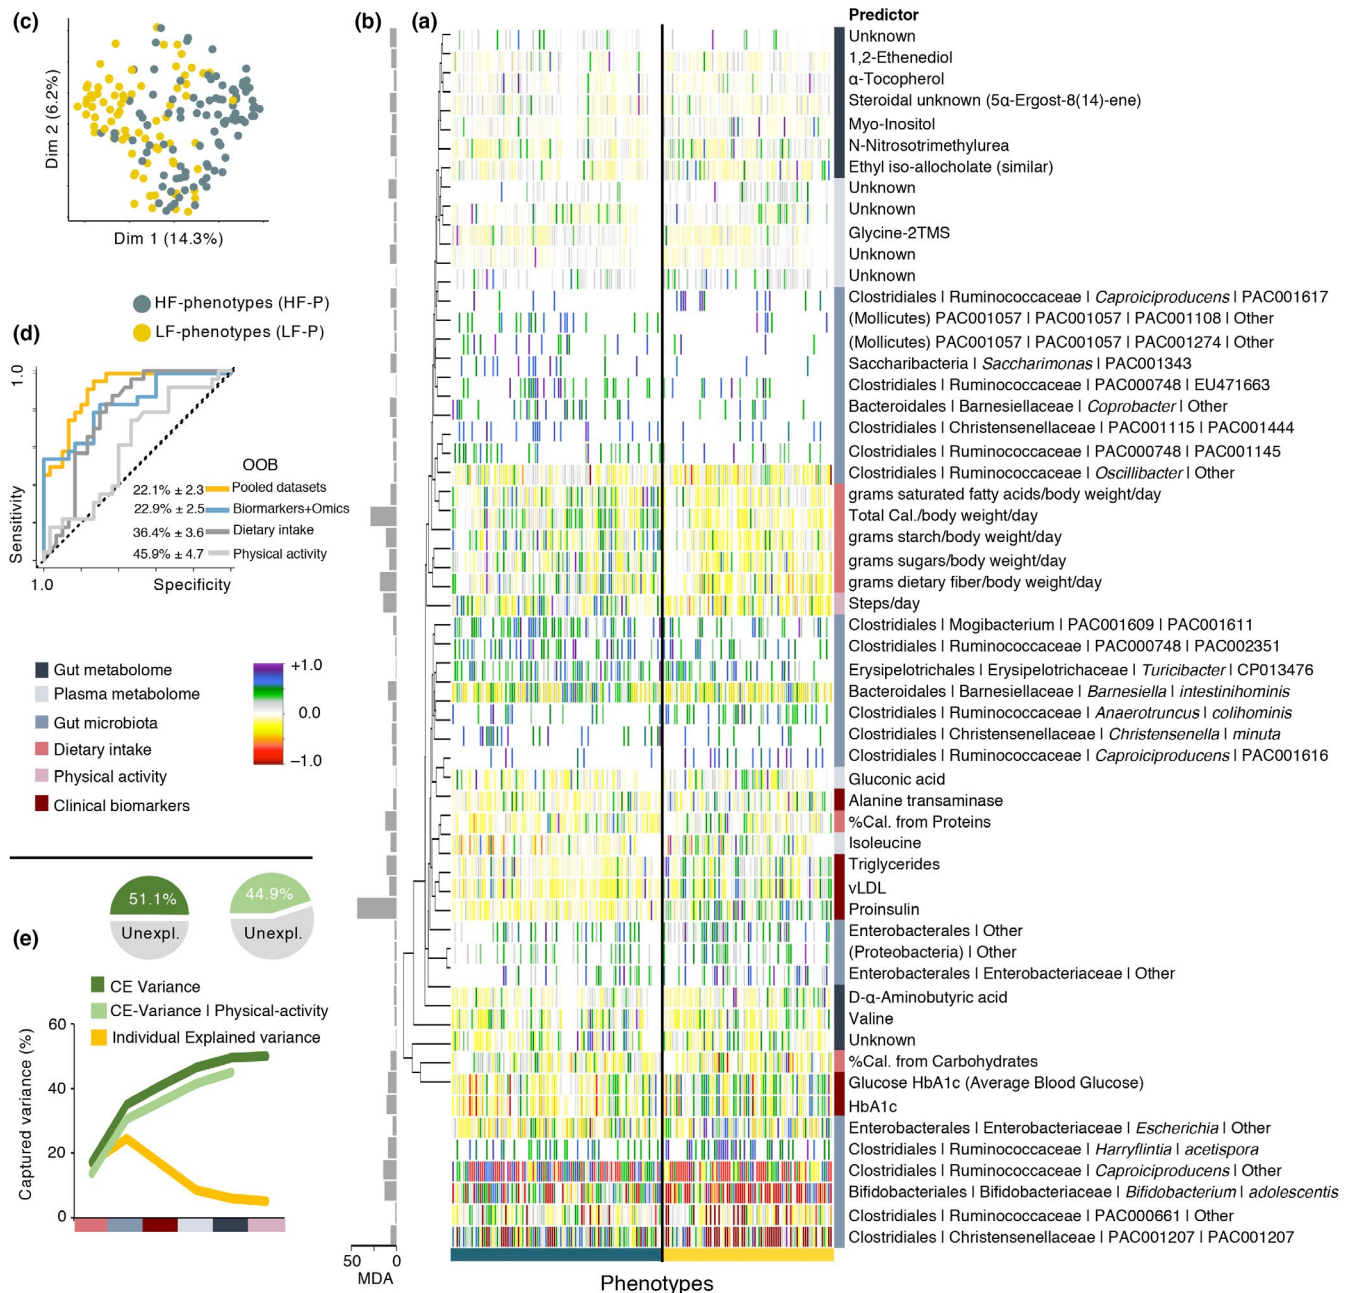 (c)
Dim 2 (6.2%)
Dim 1 (14.3%)
HF-phenotypes (HF-P)
LF-phenotypes (LF-P)
(d)
1.0
Sensitivity
OOB
22.1% ± 2.3 Pooled datasets
22.9% ± 2.5 Biomarkers+Omics
36.4% ± 3.6 Dietary intake
45.9% ± 4.7 Physical activity
1.0
Specificity
Gut metabolome
Plasma metabolome
Gut microbiota
Dietary intake
Physical activity
Clinical biomarkers
+1.0
0.0
–1.0
51.1%
Unexpl.
44.9%
Unexpl.
(e)
CE Variance
CE-Variance | Physical-activity
Individual Explained variance
60
40
20
0
Captured variance (%)
(b)
50 0
MDA
(a)
Predictor
Unknown
1,2-Ethenediol
α-Tocopherol
Steroidal unknown (5α-Ergost-8(14)-ene)
Myo-Inositol
N-Nitrosotrimethylurea
Ethyl iso-allocholate (similar)
Unknown
Unknown
Glycine-2TMS
Unknown
Unknown
Clostridiales | Ruminococcaceae | Caproiciproducens | PAC001617
(Mollicutes) PAC001057 | PAC001057 | PAC001108 | Other
(Mollicutes) PAC001057 | PAC001057 | PAC001274 | Other
Saccharibacteria | Saccharimonas | PAC001343
Clostridiales | Ruminococcaceae | PAC000748 | EU471663
Bacteroidales | Barnesiellaceae | Coprobacter | Other
Clostridiales | Christensenellaceae | PAC001115 | PAC001444
Clostridiales | Ruminococcaceae | PAC000748 | PAC001145
Clostridiales | Ruminococcaceae | Oscillibacter | Other
grams saturated fatty acids/body weight/day
Total Cal./body weight/day
grams starch/body weight/day
grams sugars/body weight/day
grams dietary fiber/body weight/day
Steps/day
Clostridiales | Mogibacterium | PAC001609 | PAC001611
Clostridiales | Ruminococcaceae | PAC000748 | PAC002351
Erysipelotrichales | Erysipelotrichaceae | Turicibacter | CP013476
Bacteroidales | Barnesiellaceae | Barnesiella | intestinihominis
Clostridiales | Ruminococcaceae | Anaerotruncus | colihominis
Clostridiales | Christensenellaceae | Christensenella | minuta
Clostridiales | Ruminococcaceae | Caproiciproducens | PAC001616
Gluconic acid
Alanine transaminase
%Cal. from Proteins
Isoleucine
Triglycerides
vLDL
Proinsulin
Enterobacterales | Other
(Proteobacteria) | Other
Enterobacterales | Enterobacteriaceae | Other
D-α-Aminobutyric acid
Valine
Unknown
%Cal. from Carbohydrates
Glucose HbA1c (Average Blood Glucose)
HbA1c
Enterobacterales | Enterobacteriaceae | Escherichia | Other
Clostridiales | Ruminococcaceae | Harryflintia | acetispora
Clostridiales | Ruminococcaceae | Caproiciproducens | Other
Bifidobacteriales | Bifidobacteriaceae | Bifidobacterium | adolescentis
Clostridiales | Ruminococcaceae | PAC000661 | Other
Clostridiales | Christensenellaceae | PAC001207 | PAC001207
Phenotypes